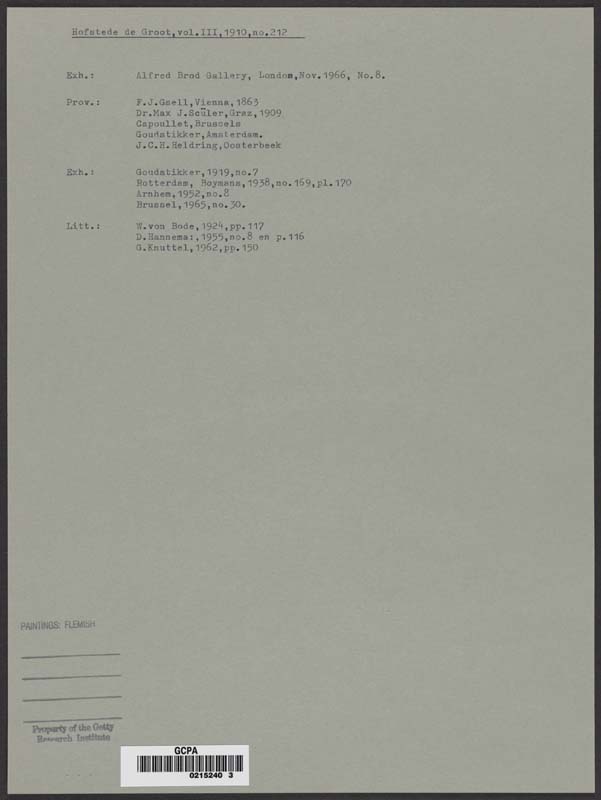 Hofstede de Groot,vol.III,1910,no.212
Exh.: Alfred Brod Gallery, London,Nov.1966, No.8.
Prov.: F.J.Gsell,Vienna,1863
Dr.Max J.Scüler,Graz,1909
Capoullet,Brussels
Goudstikker,Amsterdam.
J.C.H.Heldring,Oosterbeek
Exh.: Goudstikker,1919,no.7
Rotterdam, Boymans,1938,no.169,pl.170
Arnhem,1952,no.8
Brussel,1965,no.30.
Litt.: W.von Bode,1924,pp.117
D.Hannema:,1955,no.8 en p.116
G.Knuttel,1962,pp.150
PAINTINGS: FLEMISH
Property of the Getty
Research Institute
GCPA
0215240 3